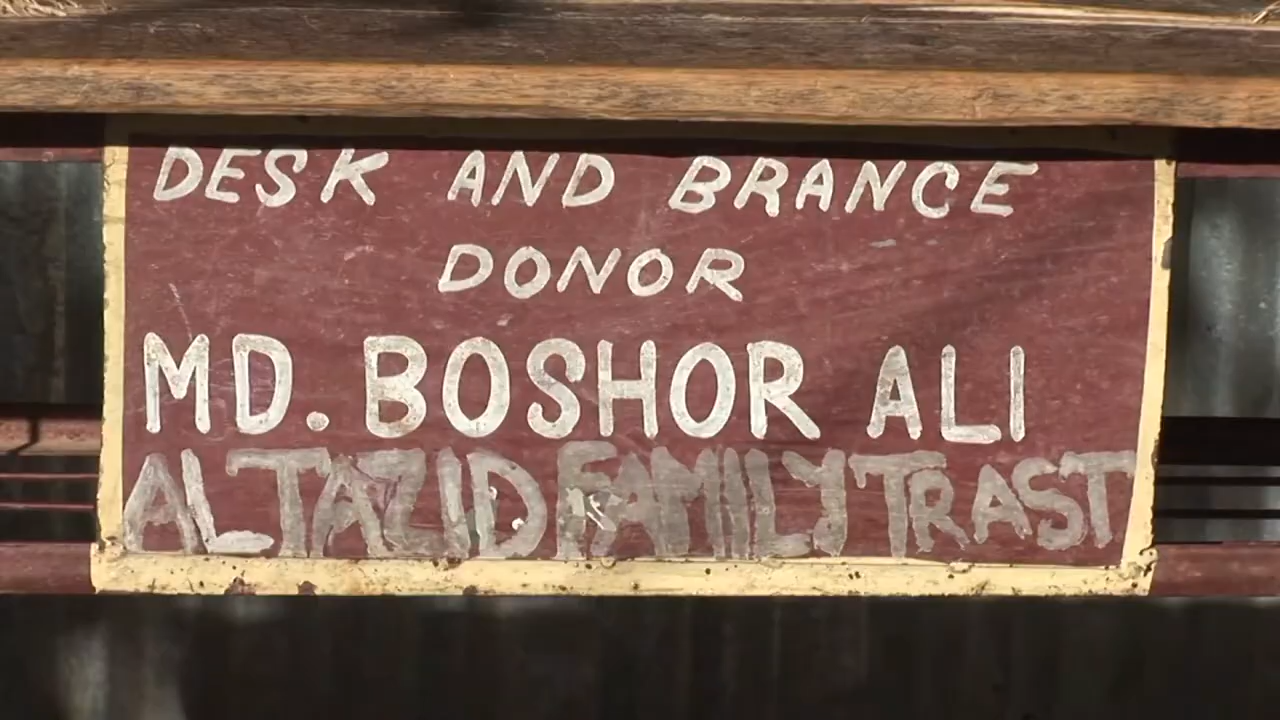 DESK AND BRANCE
DONOR
MD. BOSHOR ALI
ALTAZID FAMILY TRAST